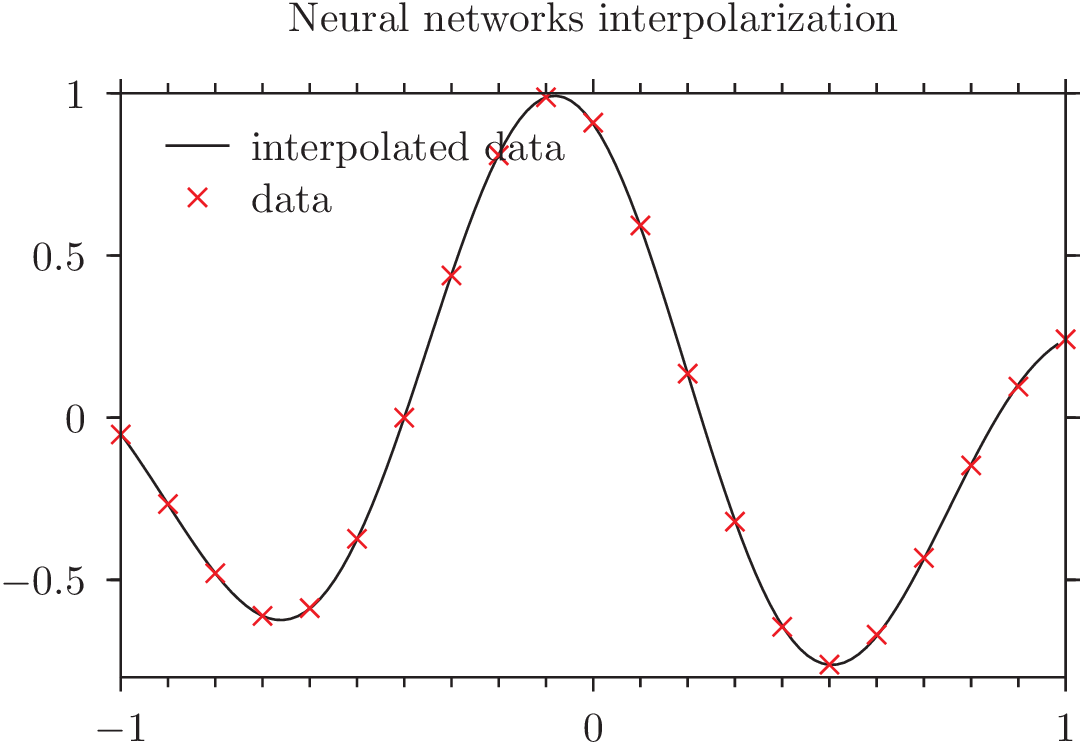 Neural networks interpolarization
1
interpolated data
data
0.5
0
−0.5
−1 0 1